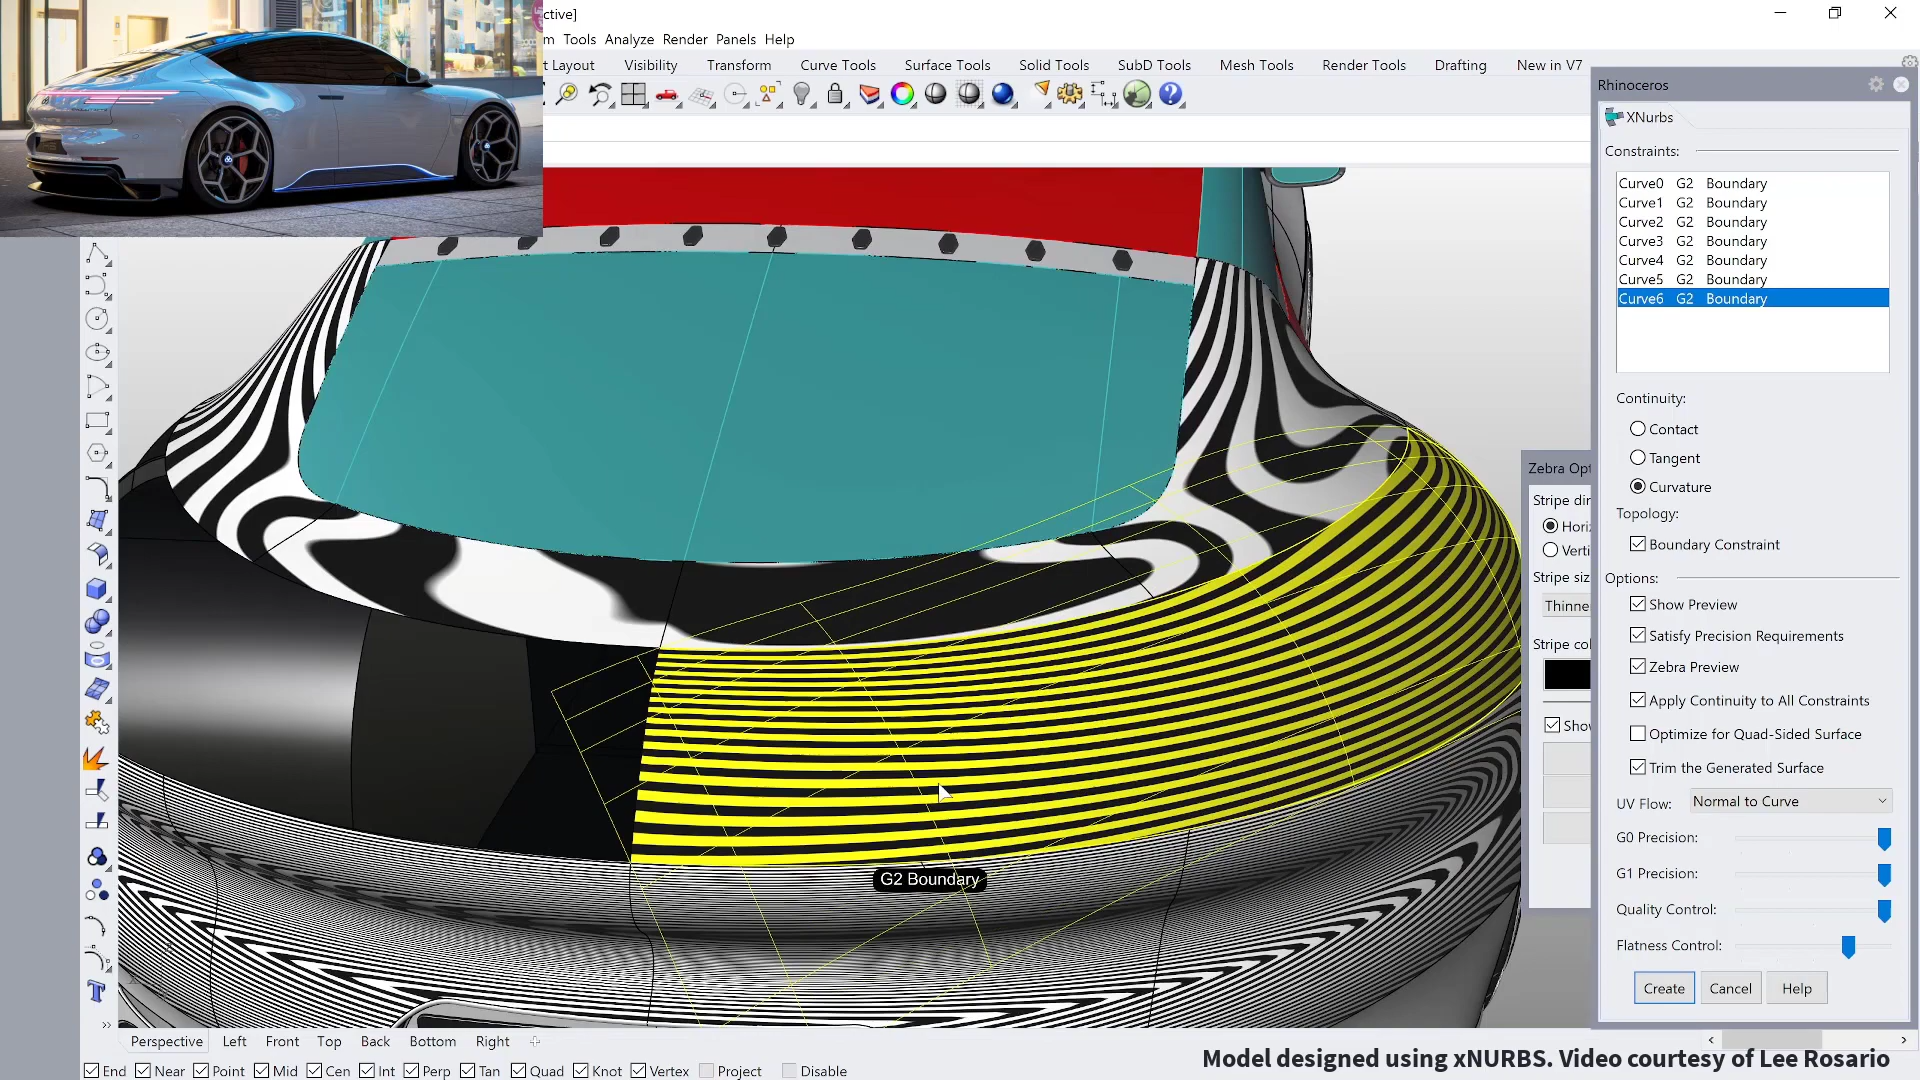 ctive]
m Tools Analyze Render Panels Help
t Layout Visibility Transform Curve Tools Surface Tools Solid Tools SubD Tools Mesh Tools Render Tools Drafting New in V7
Rhinoceros
XNurbs
Constraints:
Curve0 G2 Boundary
Curve1 G2 Boundary
Curve2 G2 Boundary
Curve3 G2 Boundary
Curve4 G2 Boundary
Curve5 G2 Boundary
Curve6 G2 Boundary
Continuity:
Contact
Tangent
Curvature
Topology:
Boundary Constraint
Options:
Show Preview
Satisfy Precision Requirements
Zebra Preview
Apply Continuity to All Constraints
Optimize for Quad-Sided Surface
Trim the Generated Surface
UV Flow: Normal to Curve
G0 Precision:
G1 Precision:
Quality Control:
Flatness Control:
Create Cancel Help
Zebra Opt
Stripe dir
Horiz
Verti
Stripe siz
Thinne
Stripe col
Show
G2 Boundary
Perspective Left Front Top Back Bottom Right
End Near Point Mid Cen Int Perp Tan Quad Knot Vertex Project Disable
Model designed using xNURBS. Video courtesy of Lee Rosario